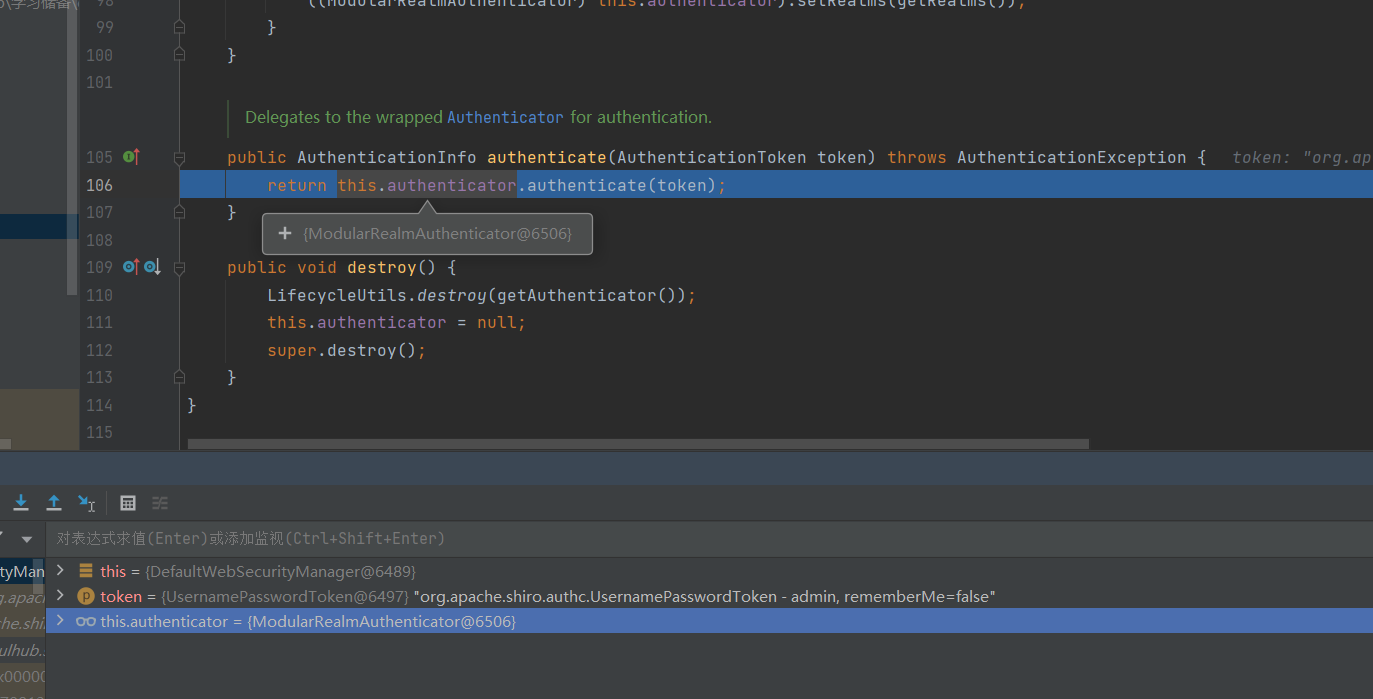 \学习储备\
98 ((ModularRealmAuthenticator) this.authenticator).setRealms(getRealms());
99 }
100 }
101
Delegates to the wrapped Authenticator for authentication.
105 public AuthenticationInfo authenticate(AuthenticationToken token) throws AuthenticationException { token: "org.ap
106 return this.authenticator.authenticate(token);
107 }
+ {ModularRealmAuthenticator@6506}
108
109 public void destroy() {
110 LifecycleUtils.destroy(getAuthenticator());
111 this.authenticator = null;
112 super.destroy();
113 }
114 }
115
对表达式求值(Enter)或添加监视(Ctrl+Shift+Enter)
tyMan
this = {DefaultWebSecurityManager@6489}
g.apac
token = {UsernamePasswordToken@6497} "org.apache.shiro.authc.UsernamePasswordToken - admin, rememberMe=false"
che.shi
this.authenticator = {ModularRealmAuthenticator@6506}
ulhub.
x00000